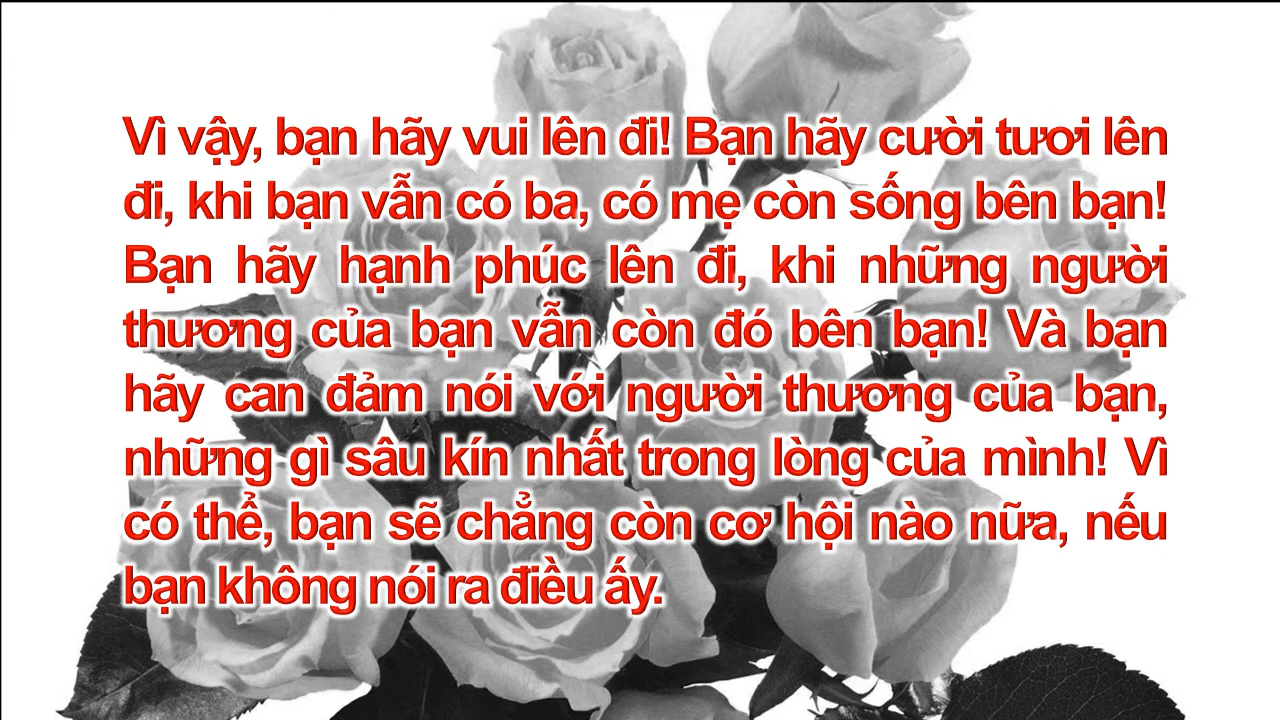 Vì vậy, bạn hãy vui lên đi! Bạn hãy cười tươi lên
đi, khi bạn vẫn có ba, có mẹ còn sống bên bạn!
Bạn hãy hạnh phúc lên đi, khi những người
thương của bạn vẫn còn đó bên bạn! Và bạn
hãy can đảm nói với người thương của bạn,
những gì sâu kín nhất trong lòng của mình! Vì
có thể, bạn sẽ chẳng còn cơ hội nào nữa, nếu
bạn không nói ra điều ấy.